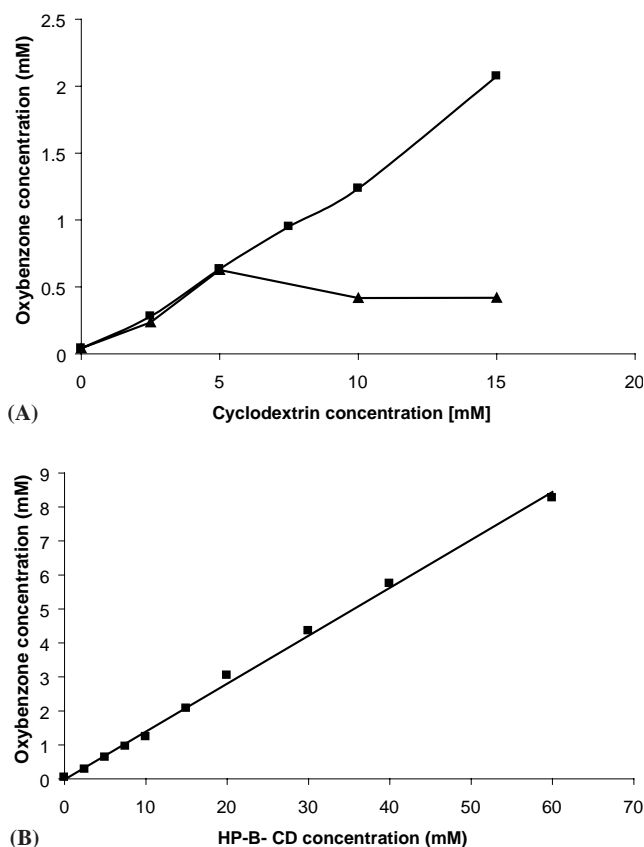 Oxybenzone concentration (mM)
2.5
2
1.5
1
0.5
0
0 5 10 15 20
Cyclodextrin concentration [mM]
(A)
Oxybenzone concentration (mM)
9
8
7
6
5
4
3
2
1
0
0 10 20 30 40 50 60 70
HP-B- CD concentration (mM)
(B)